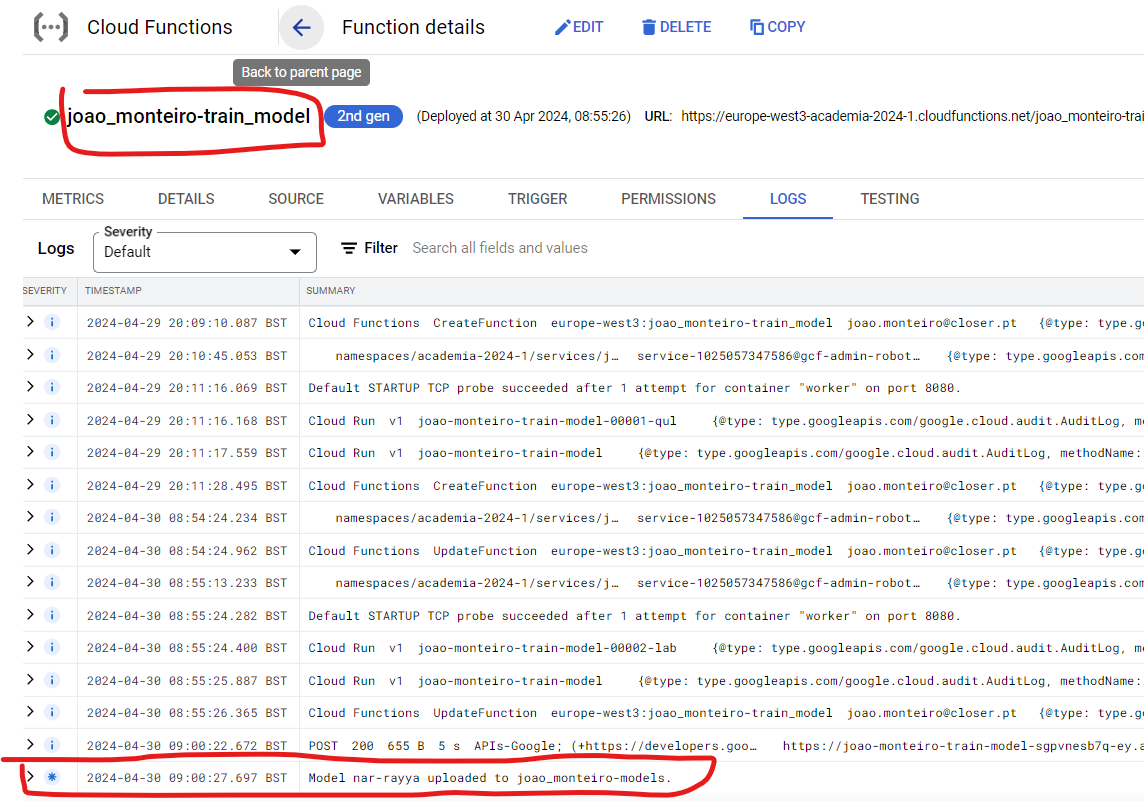 Cloud Functions Function details EDIT DELETE COPY
Back to parent page
joao_monteiro-train_model 2nd gen (Deployed at 30 Apr 2024, 08:55:26) URL: https://europe-west3-academia-2024-1.cloudfunctions.net/joao_monteiro-trai
METRICS DETAILS SOURCE VARIABLES TRIGGER PERMISSIONS LOGS TESTING
Severity
Logs Default Filter Search all fields and values
SEVERITY TIMESTAMP SUMMARY
2024-04-29 20:09:10.087 BST Cloud Functions CreateFunction europe-west3:joao_monteiro-train_model joao.monteiro@closer.pt {@type: type.go
2024-04-29 20:10:45.053 BST namespaces/academia-2024-1/services/j… service-1025057347586@gcf-admin-robot… {@type: type.googleapis.com
2024-04-29 20:11:16.069 BST Default STARTUP TCP probe succeeded after 1 attempt for container "worker" on port 8080.
2024-04-29 20:11:16.168 BST Cloud Run v1 joao-monteiro-train-model-00001-qul {@type: type.googleapis.com/google.cloud.audit.AuditLog, me
2024-04-29 20:11:17.559 BST Cloud Run v1 joao-monteiro-train-model {@type: type.googleapis.com/google.cloud.audit.AuditLog, methodName:
2024-04-29 20:11:28.495 BST Cloud Functions CreateFunction europe-west3:joao_monteiro-train_model joao.monteiro@closer.pt {@type: type.go
2024-04-30 08:54:24.234 BST namespaces/academia-2024-1/services/j… service-1025057347586@gcf-admin-robot… {@type: type.googleapis.com
2024-04-30 08:54:24.962 BST Cloud Functions UpdateFunction europe-west3:joao_monteiro-train_model joao.monteiro@closer.pt {@type: type.go
2024-04-30 08:55:13.233 BST namespaces/academia-2024-1/services/j… service-1025057347586@gcf-admin-robot… {@type: type.googleapis.com
2024-04-30 08:55:24.282 BST Default STARTUP TCP probe succeeded after 1 attempt for container "worker" on port 8080.
2024-04-30 08:55:24.400 BST Cloud Run v1 joao-monteiro-train-model-00002-lab {@type: type.googleapis.com/google.cloud.audit.AuditLog, me
2024-04-30 08:55:25.887 BST Cloud Run v1 joao-monteiro-train-model {@type: type.googleapis.com/google.cloud.audit.AuditLog, methodName:
2024-04-30 08:55:26.365 BST Cloud Functions UpdateFunction europe-west3:joao_monteiro-train_model joao.monteiro@closer.pt {@type: type.go
2024-04-30 09:00:22.672 BST POST 200 655 B 5 s APIs-Google; (+https://developers.goo… https://joao-monteiro-train-model-sgpvnesb7q-ey.a
2024-04-30 09:00:27.697 BST Model nar-rayya uploaded to joao_monteiro-models.